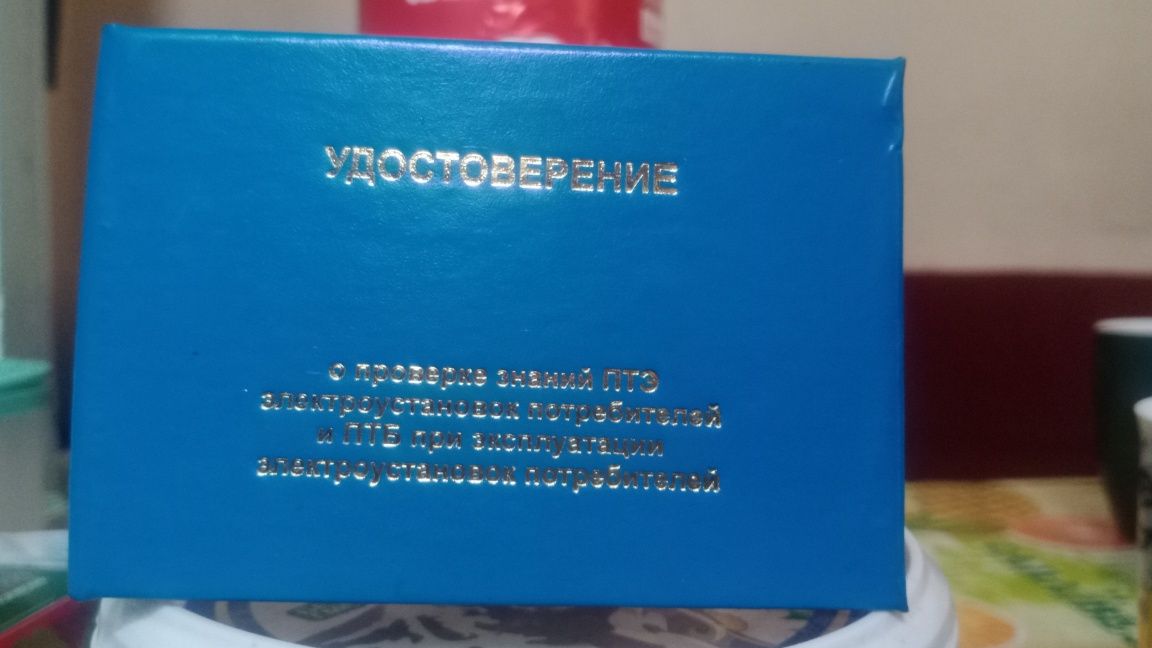 УДОСТОВЕРЕНИЕ
о проверке знаний ПТЭ
электроустановок потребителей
и ПТБ при эксплуатации
электроустановок потребителей